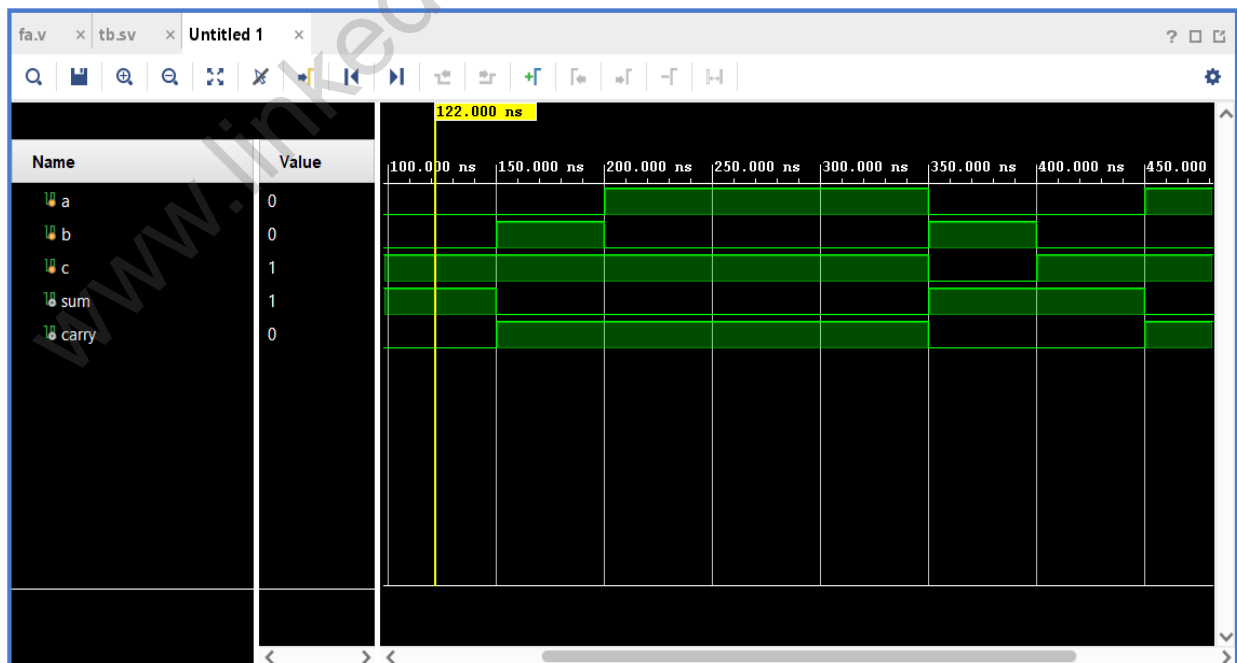 fa.v × tb.sv × Untitled 1 ×
122.000 ns
Name Value
100.000 ns 150.000 ns 200.000 ns 250.000 ns 300.000 ns 350.000 ns 400.000 ns 450.000
a 0
b 0
c 1
sum 1
carry 0
www.linked